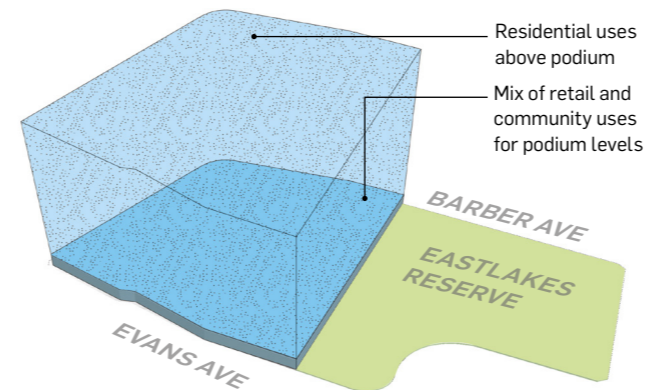 Residential uses
above podium
Mix of retail and
community uses
for podium levels
BARBER AVE
EASTLAKES
RESERVE
EVANS AVE